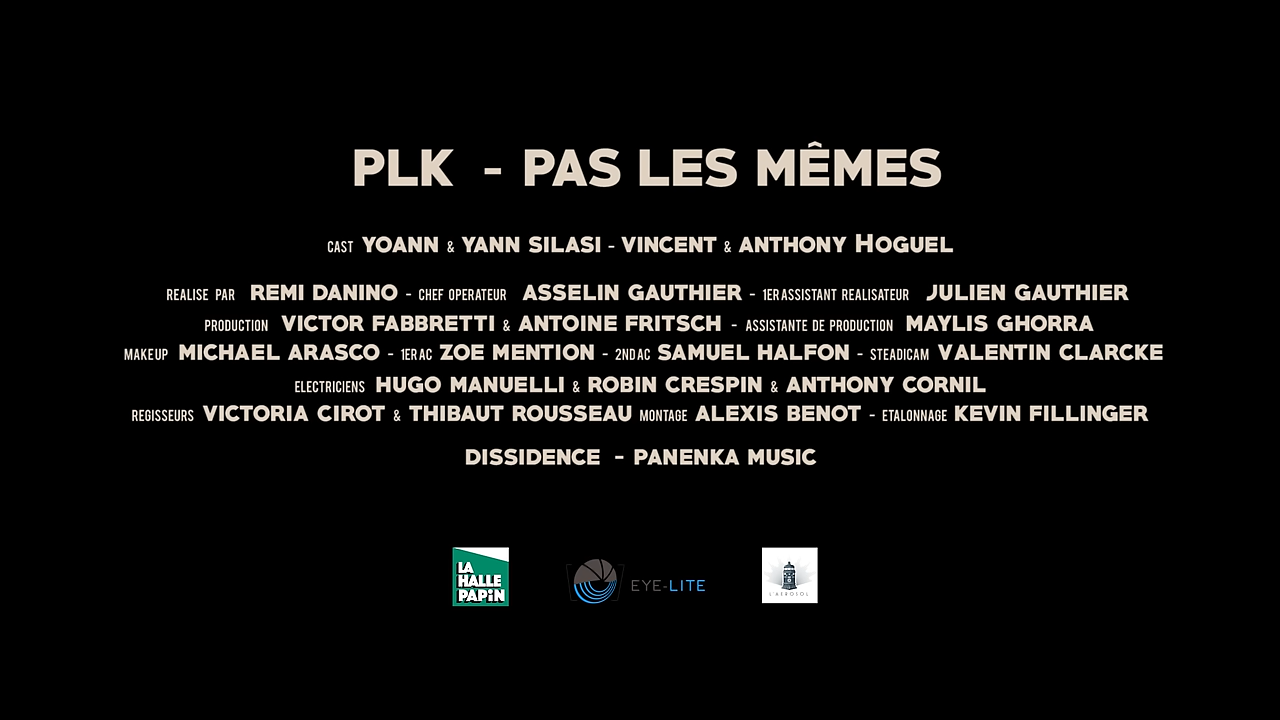 PLK - PAS LES MÊMES
CAST YOANN & YANN SILASI - VINCENT & ANTHONY HOGUEL
REALISE PAR REMI DANINO - CHEF OPERATEUR ASSELIN GAUTHIER - 1ER ASSISTANT REALISATEUR JULIEN GAUTHIER
PRODUCTION VICTOR FABBRETTI & ANTOINE FRITSCH - ASSISTANTE DE PRODUCTION MAYLIS GHORRA
MAKEUP MICHAEL ARASCO - 1ER AC ZOE MENTION - 2ND AC SAMUEL HALFON - STEADICAM VALENTIN CLARCKE
ELECTRICIENS HUGO MANUELLI & ROBIN CRESPIN & ANTHONY CORNIL
REGISSEURS VICTORIA CIROT & THIBAUT ROUSSEAU MONTAGE ALEXIS BENOT - ETALONNAGE KEVIN FILLINGER
DISSIDENCE - PANENKA MUSIC
LA
HALLE
PAPIN
EYE-LITE
L'AEROSOL